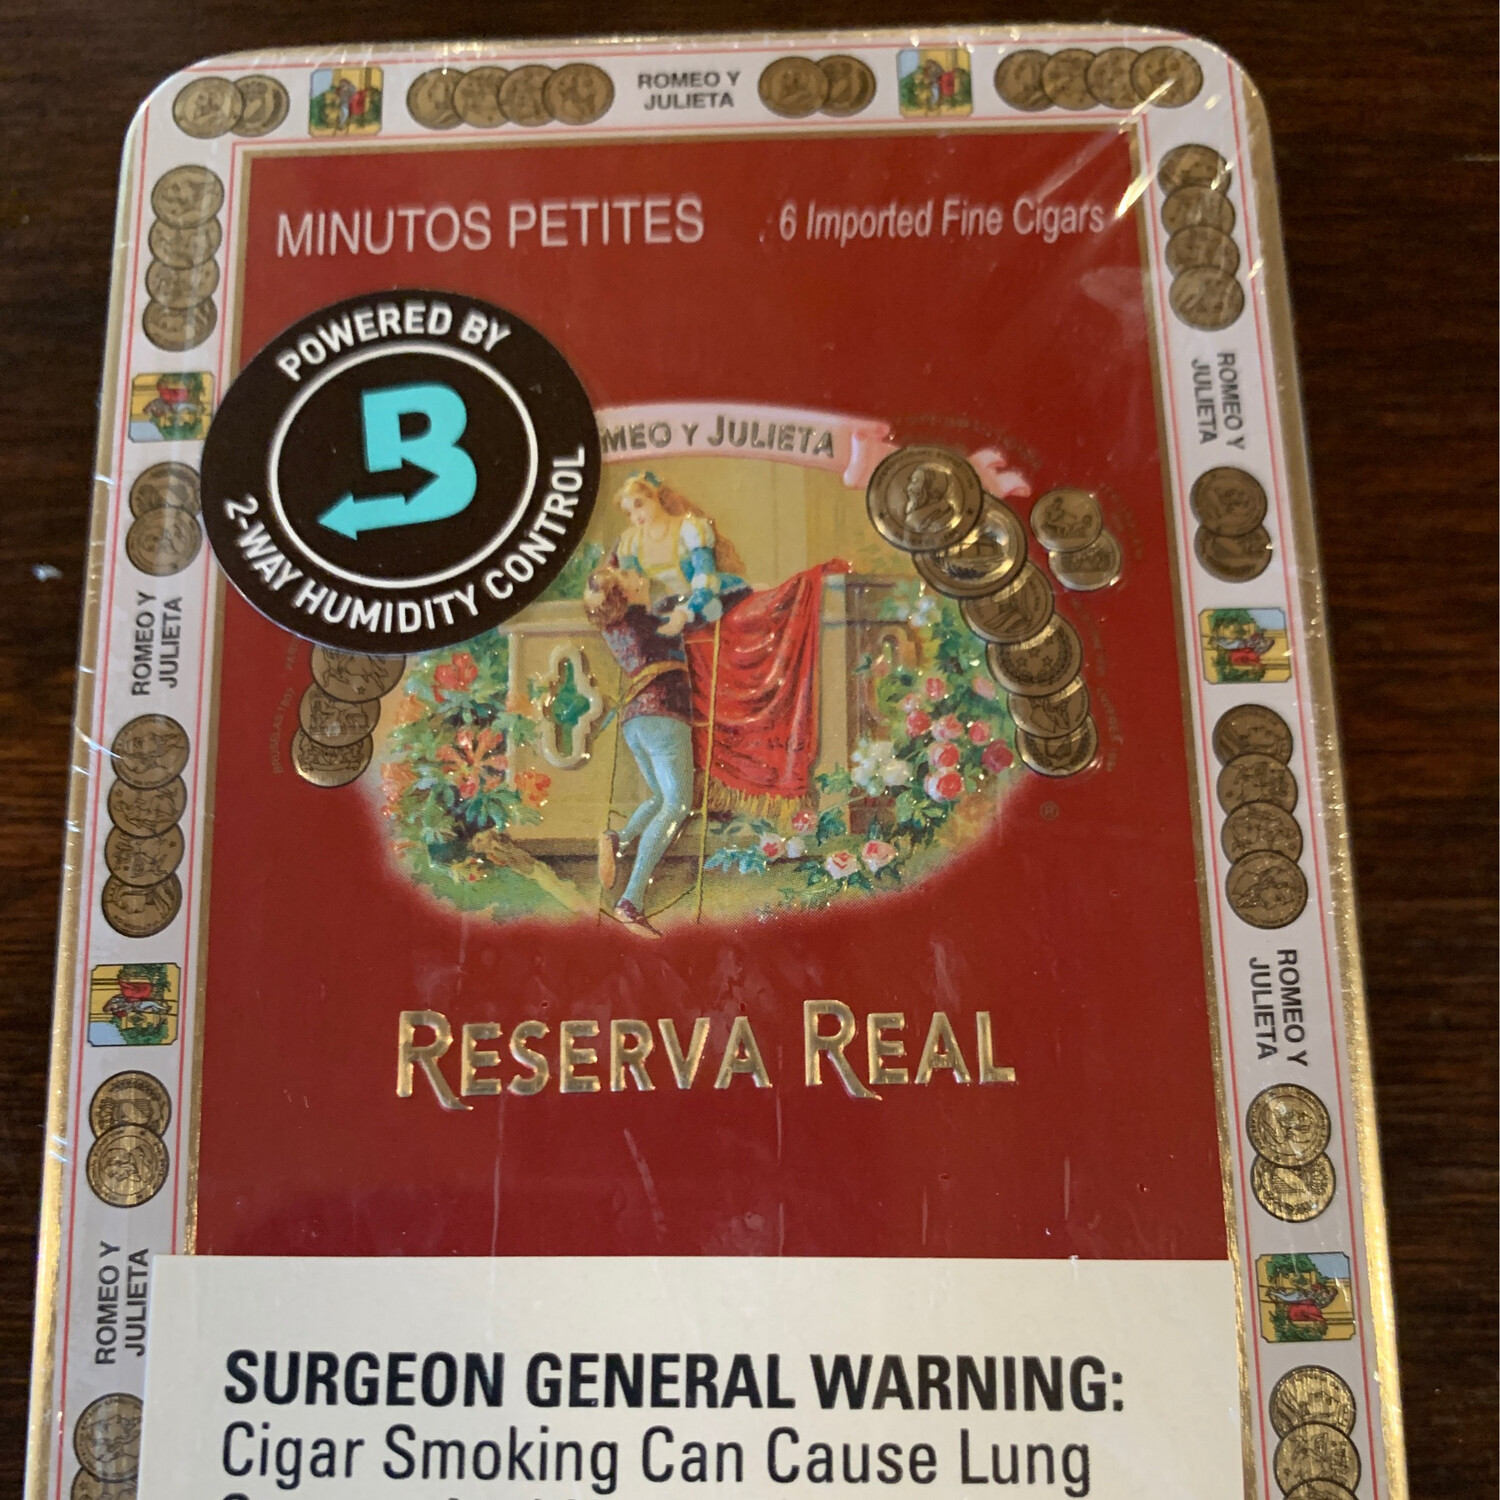 ROMEO Y
JULIETA
MINUTOS PETITES
6 Imported Fine Cigars
POWERED BY
B
2-WAY HUMIDITY CONTROL
MEO Y JULIETA
®
RESERVA REAL
ROMEO Y
JULIETA
ROMEO Y
JULIETA
ROMEO Y
JULIETA
ROMEO Y
JULIETA
SURGEON GENERAL WARNING:
Cigar Smoking Can Cause Lung